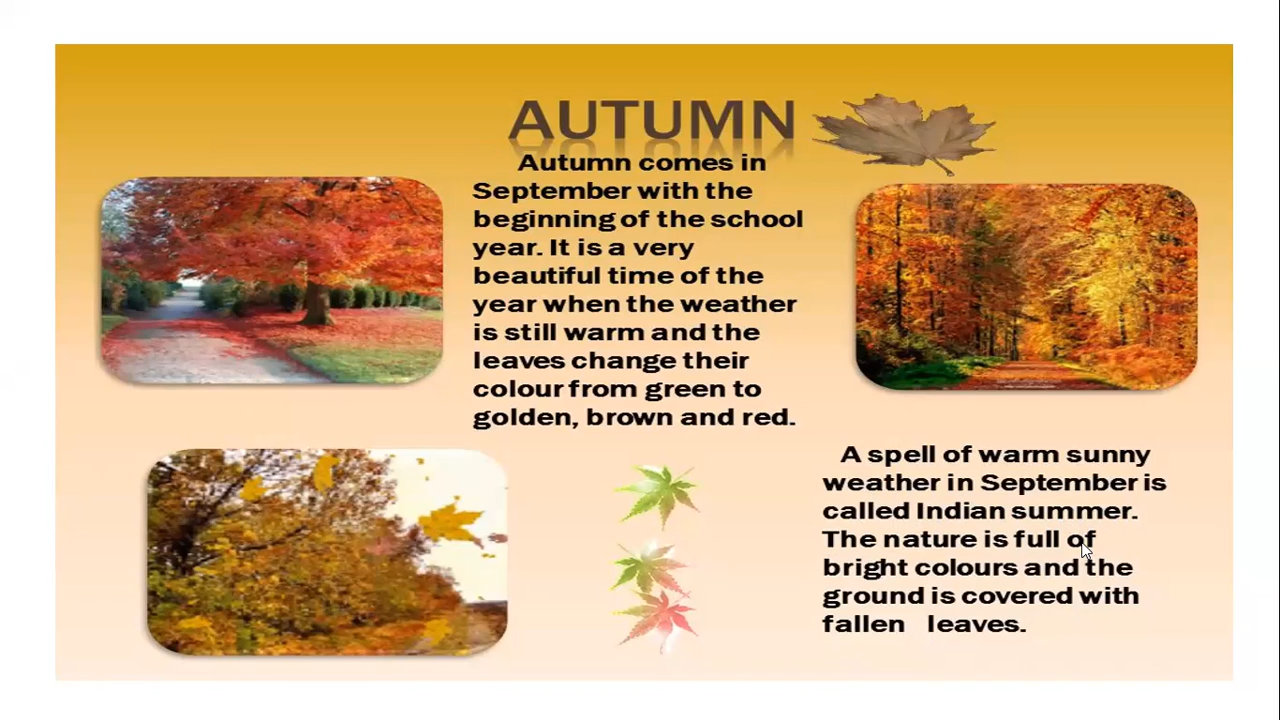 AUTUMN
Autumn comes in
September with the
beginning of the school
year. It is a very
beautiful time of the
year when the weather
is still warm and the
leaves change their
colour from green to
golden, brown and red.
A spell of warm sunny
weather in September is
called Indian summer.
The nature is full of
bright colours and the
ground is covered with
fallen leaves.